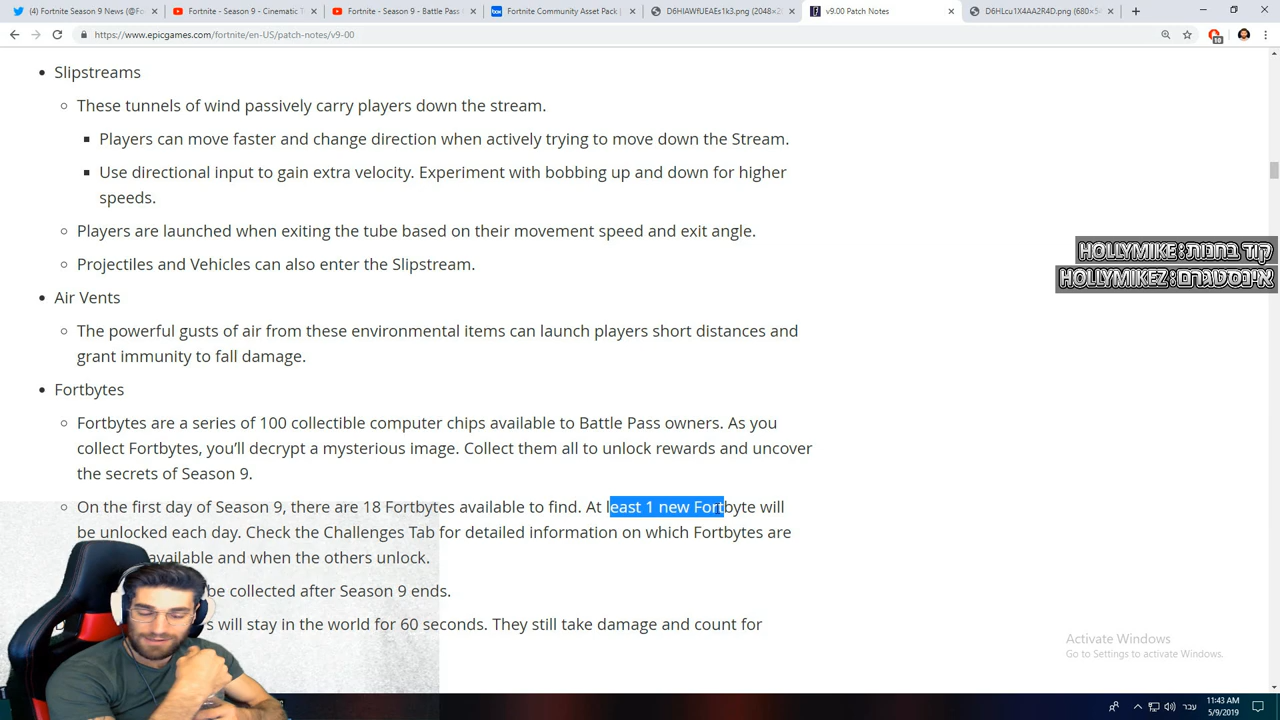 (4) Fortnite Season 9 News (@Fo
Fortnite - Season 9 - Cinematic T
Fortnite - Season 9 - Battle Pass
Fortnite Community Asset Pack |
D6HIAWfUEAEs1k3.png (2048×2
v9.00 Patch Notes
D6HLcu1X4AA2R4D.png (680×54
https://www.epicgames.com/fortnite/en-US/patch-notes/v9-00
• Slipstreams
These tunnels of wind passively carry players down the stream.
Players can move faster and change direction when actively trying to move down the Stream.
Use directional input to gain extra velocity. Experiment with bobbing up and down for higher
speeds.
Players are launched when exiting the tube based on their movement speed and exit angle.
Projectiles and Vehicles can also enter the Slipstream.
קוד בחנות: HOLLYMIKE
אינסטגרם: HOLLYMIKEZ
• Air Vents
The powerful gusts of air from these environmental items can launch players short distances and
grant immunity to fall damage.
• Fortbytes
Fortbytes are a series of 100 collectible computer chips available to Battle Pass owners. As you
collect Fortbytes, you’ll decrypt a mysterious image. Collect them all to unlock rewards and uncover
the secrets of Season 9.
On the first day of Season 9, there are 18 Fortbytes available to find. At least 1 new Fortbyte will
be unlocked each day. Check the Challenges Tab for detailed information on which Fortbytes are
available and when the others unlock.
be collected after Season 9 ends.
will stay in the world for 60 seconds. They still take damage and count for
Activate Windows
Go to Settings to activate Windows.
עבר
11:43 AM
5/9/2019